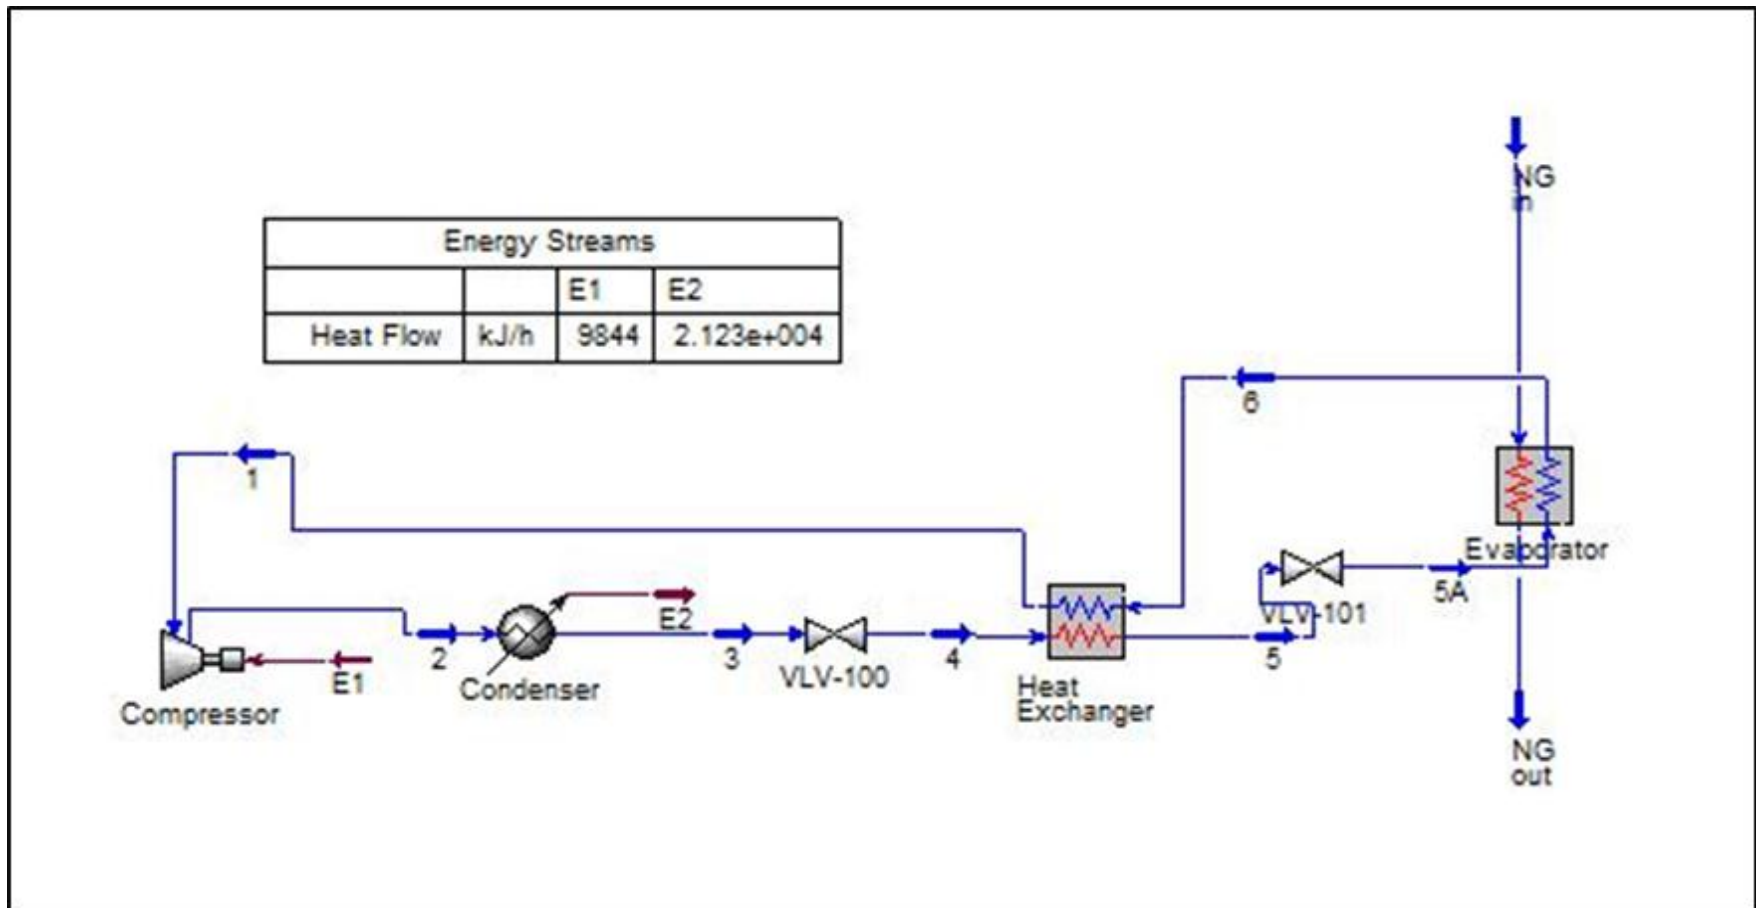 NG
in
Energy Streams
E1 E2
Heat Flow kJ/h 9844 2.123e+004
6
1
Evaporator
5A
VLV-101
E2
2
3
4
5
E1
Condenser
VLV-100
Heat
Exchanger
Compressor
NG
out